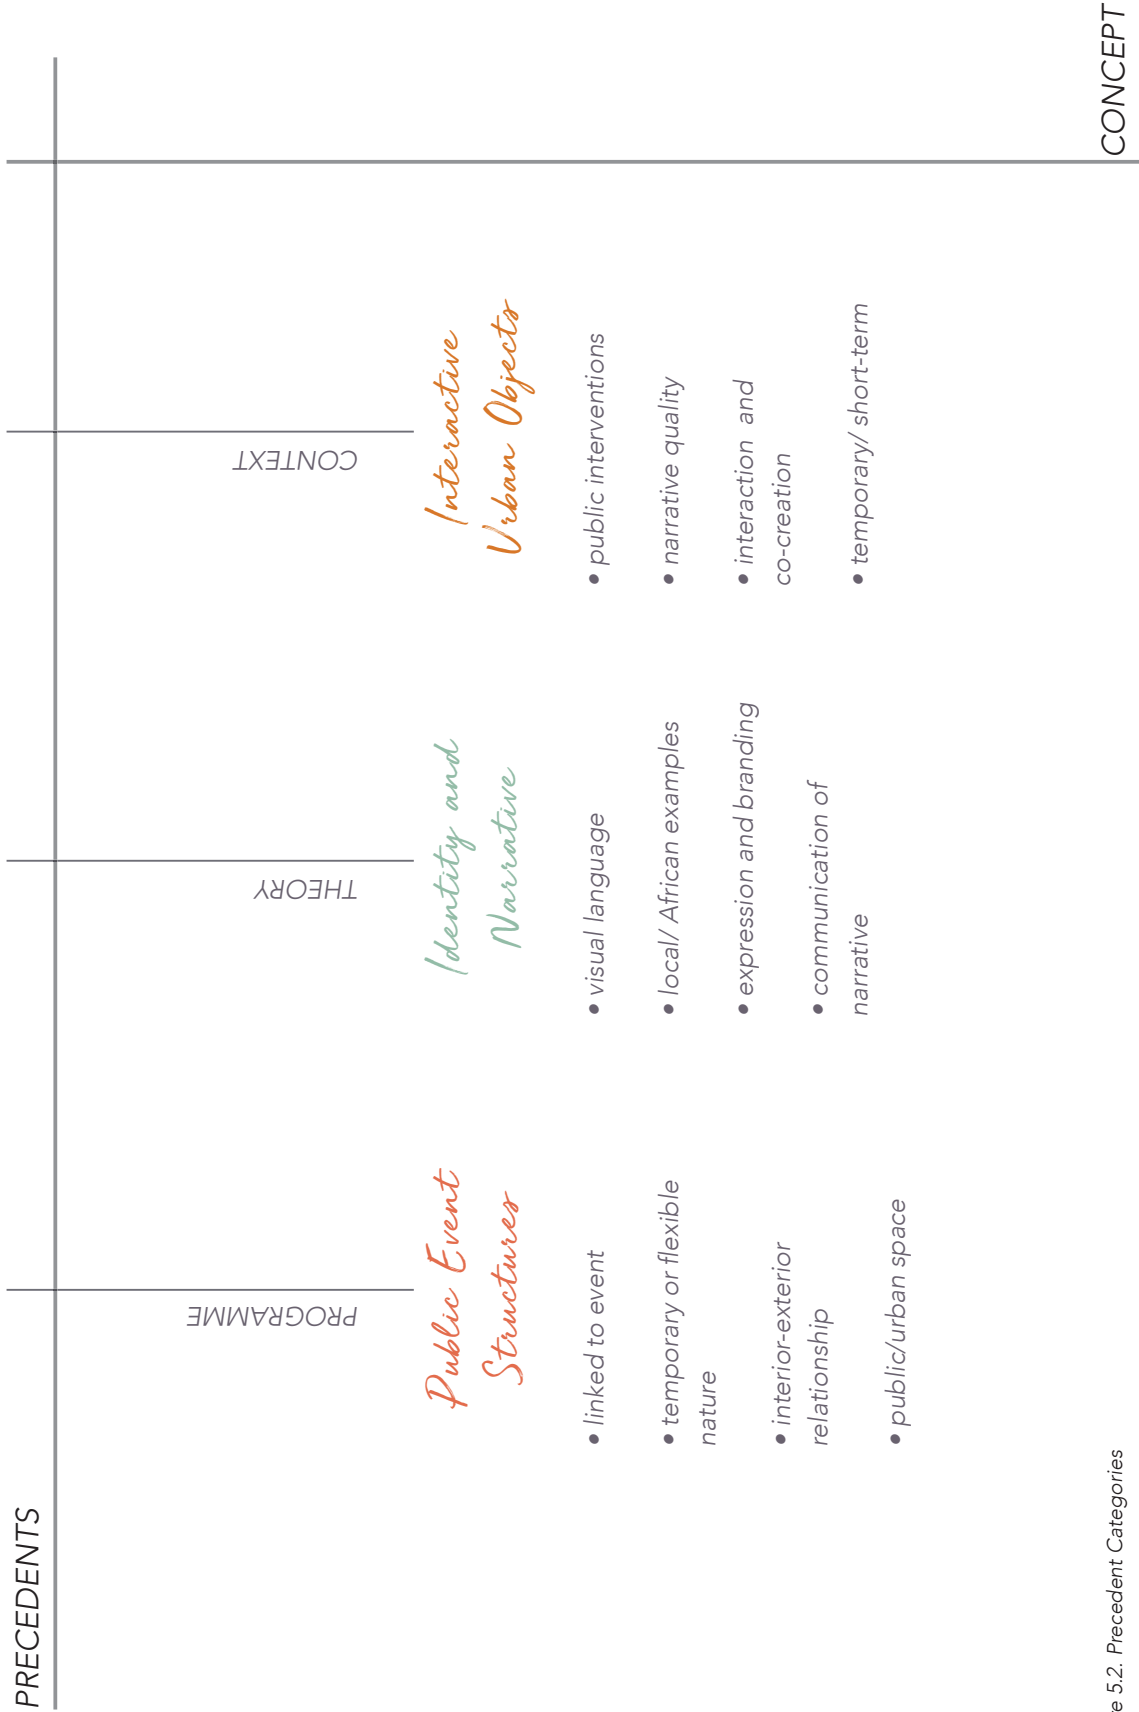 PRECEDENTS
PROGRAMME
Public Event
Structures
• linked to event
• temporary or flexible
nature
• interior-exterior
relationship
• public/urban space
THEORY
Identity and
Narrative
• visual language
• local/ African examples
• expression and branding
• communication of
narrative
CONTEXT
Interactive
Urban Objects
• public interventions
• narrative quality
• interaction and
co-creation
• temporary/ short-term
CONCEPT
e 5.2. Precedent Categories